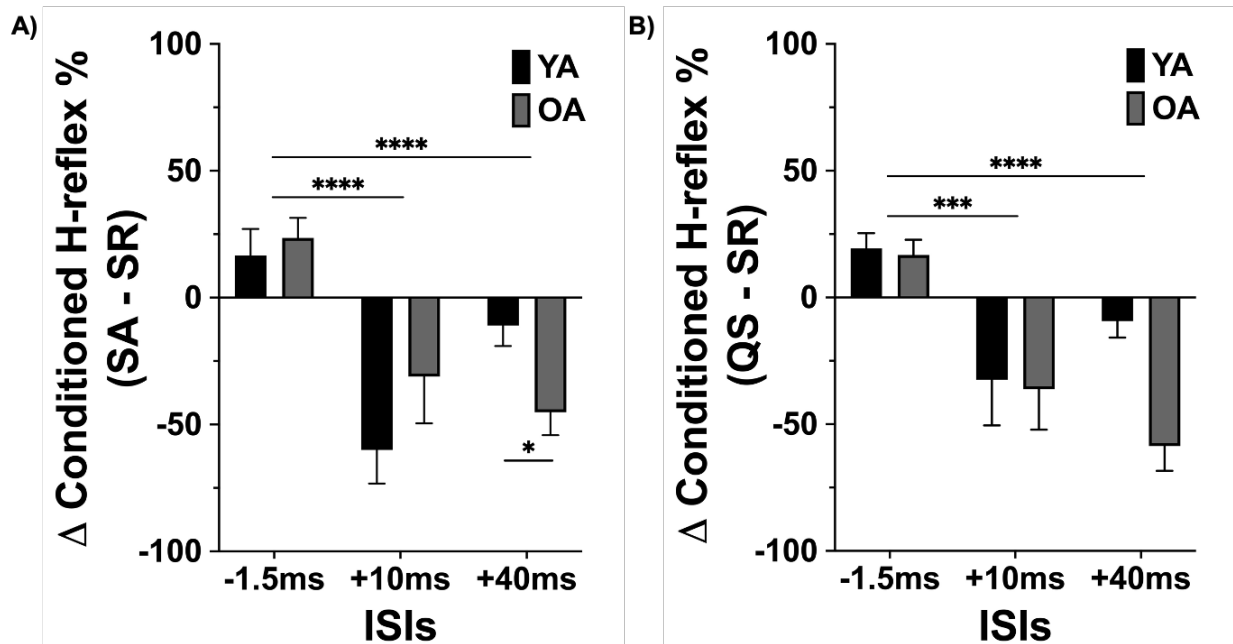 A)
Δ Conditioned H-reflex %
(SA - SR)
100
50
0
-50
-100
YA
OA
****
****
*
-1.5ms +10ms +40ms
ISIs
B)
Δ Conditioned H-reflex %
(QS - SR)
100
50
0
-50
-100
YA
OA
****
***
-1.5ms +10ms +40ms
ISIs